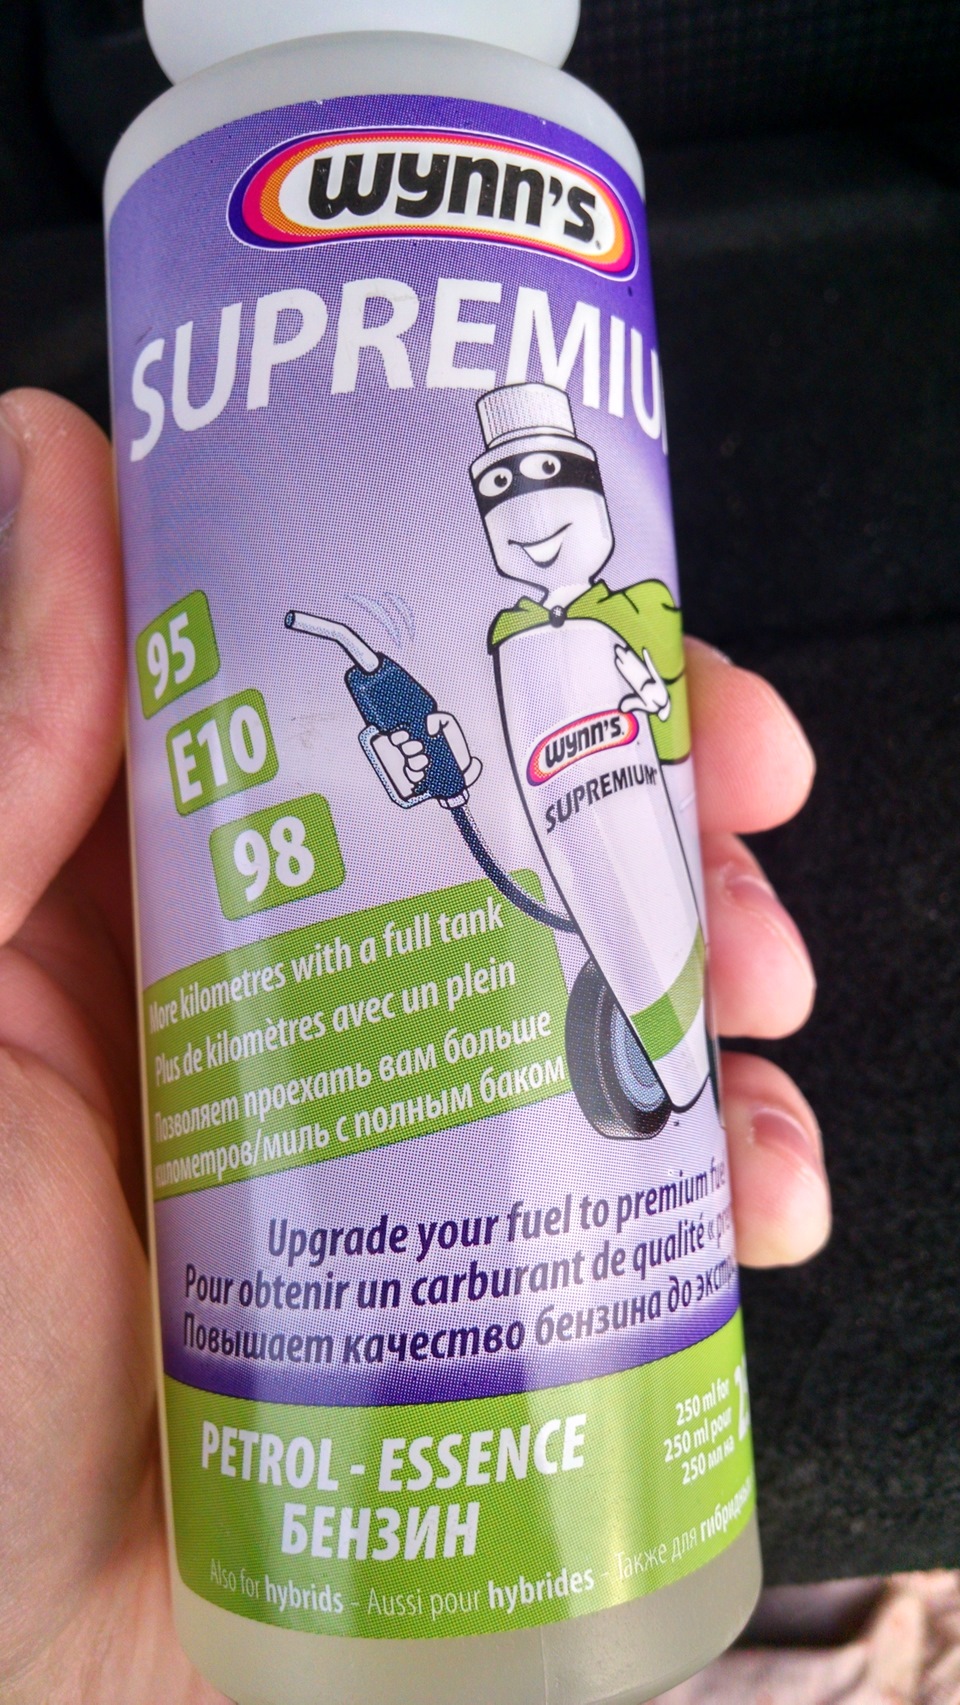 wynn's
SUPREMIU
wynn's
SUPREMIUM
95
E10
98
More kilometres with a full tank
Plus de kilomètres avec un plein
Позволяет проехать вам больше
километров/миль с полным баком
Upgrade your fuel to premium
Pour obtenir un carburant de qualité «
Повышает качество бензина до
250 ml for
250 ml pour
250 мл на
PETROL - ESSENCE
БЕНЗИН
Also for hybrids - Aussi pour hybrides - Также для